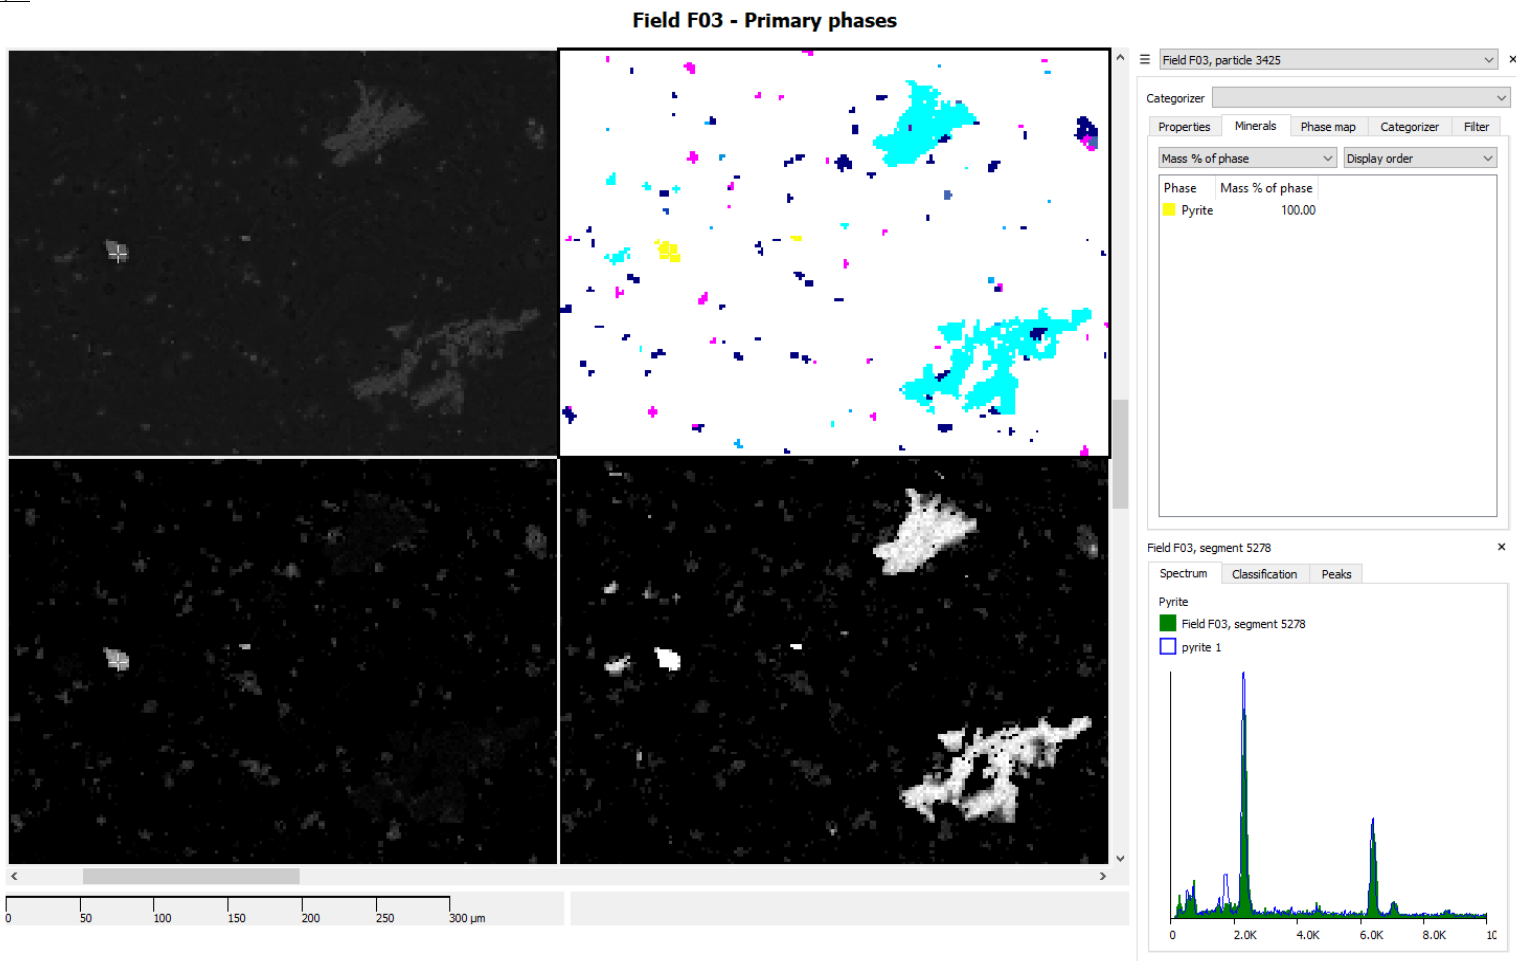 Field F03 - Primary phases
Field F03, particle 3425
Categorizer
Properties Minerals Phase map Categorizer Filter
Mass % of phase Display order
Phase Mass % of phase
Pyrite 100.00
Field F03, segment 5278
Spectrum Classification Peaks
Pyrite
Field F03, segment 5278
pyrite 1
0 50 100 150 200 250 300 µm
0 2.0K 4.0K 6.0K 8.0K 10